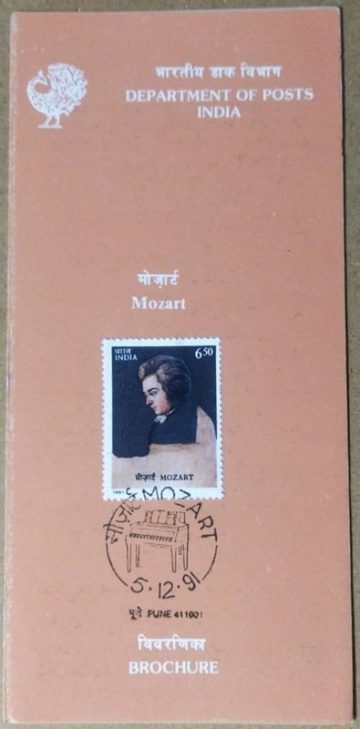 भारतीय डाक विभाग
DEPARTMENT OF POSTS
INDIA
मोज़ार्ट
Mozart
भारत 6.50
INDIA
मोज़ार्ट MOZART
1991
मोज़ार्ट MOZART
5·12·91
पुणे PUNE 411001
विवरणिका
BROCHURE